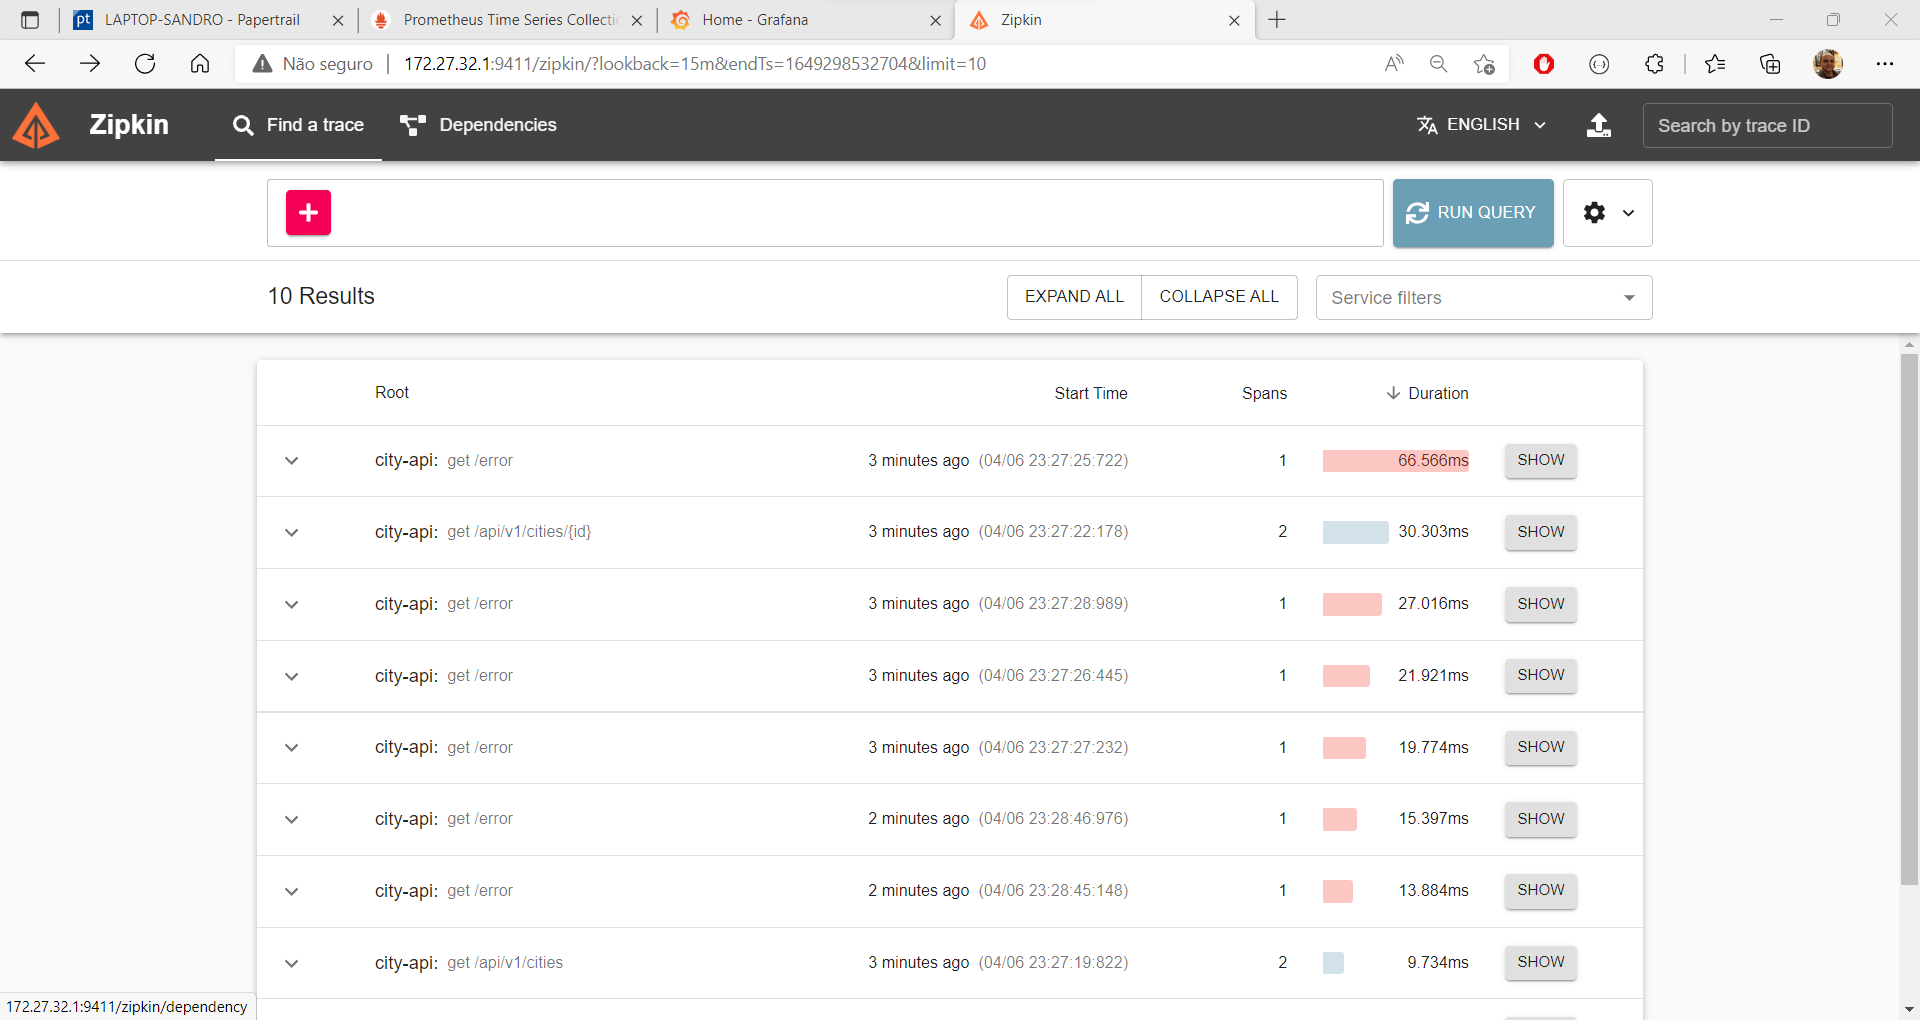 LAPTOP-SANDRO - Papertrail
Prometheus Time Series Collectio
Home - Grafana
Zipkin
Não seguro
172.27.32.1:9411/zipkin/?lookback=15m&endTs=1649298532704&limit=10
Zipkin
Find a trace
Dependencies
ENGLISH
Search by trace ID
RUN QUERY
10 Results
EXPAND ALL
COLLAPSE ALL
Service filters
Root Start Time Spans Duration
city-api: get /error 3 minutes ago (04/06 23:27:25:722) 1 66.566ms SHOW
city-api: get /api/v1/cities/{id} 3 minutes ago (04/06 23:27:22:178) 2 30.303ms SHOW
city-api: get /error 3 minutes ago (04/06 23:27:28:989) 1 27.016ms SHOW
city-api: get /error 3 minutes ago (04/06 23:27:26:445) 1 21.921ms SHOW
city-api: get /error 3 minutes ago (04/06 23:27:27:232) 1 19.774ms SHOW
city-api: get /error 2 minutes ago (04/06 23:28:46:976) 1 15.397ms SHOW
city-api: get /error 2 minutes ago (04/06 23:28:45:148) 1 13.884ms SHOW
city-api: get /api/v1/cities 3 minutes ago (04/06 23:27:19:822) 2 9.734ms SHOW
172.27.32.1:9411/zipkin/dependency